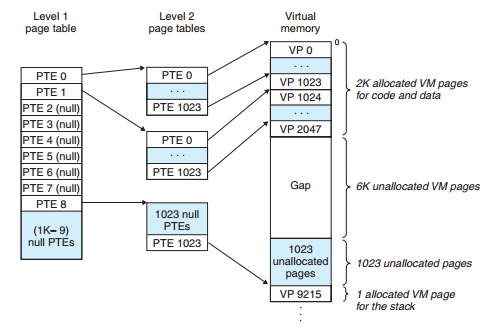 Level 1
page table
Level 2
page tables
Virtual
memory
PTE 0
PTE 1
PTE 2 (null)
PTE 3 (null)
PTE 4 (null)
PTE 5 (null)
PTE 6 (null)
PTE 7 (null)
PTE 8
(1K– 9)
null PTEs
PTE 0
. . .
PTE 1023
PTE 0
. . .
PTE 1023
1023 null
PTEs
PTE 1023
0
VP 0
. . .
VP 1023
VP 1024
. . .
VP 2047
Gap
1023
unallocated
pages
VP 9215
2K allocated VM pages
for code and data
6K unallocated VM pages
1023 unallocated pages
1 allocated VM page
for the stack